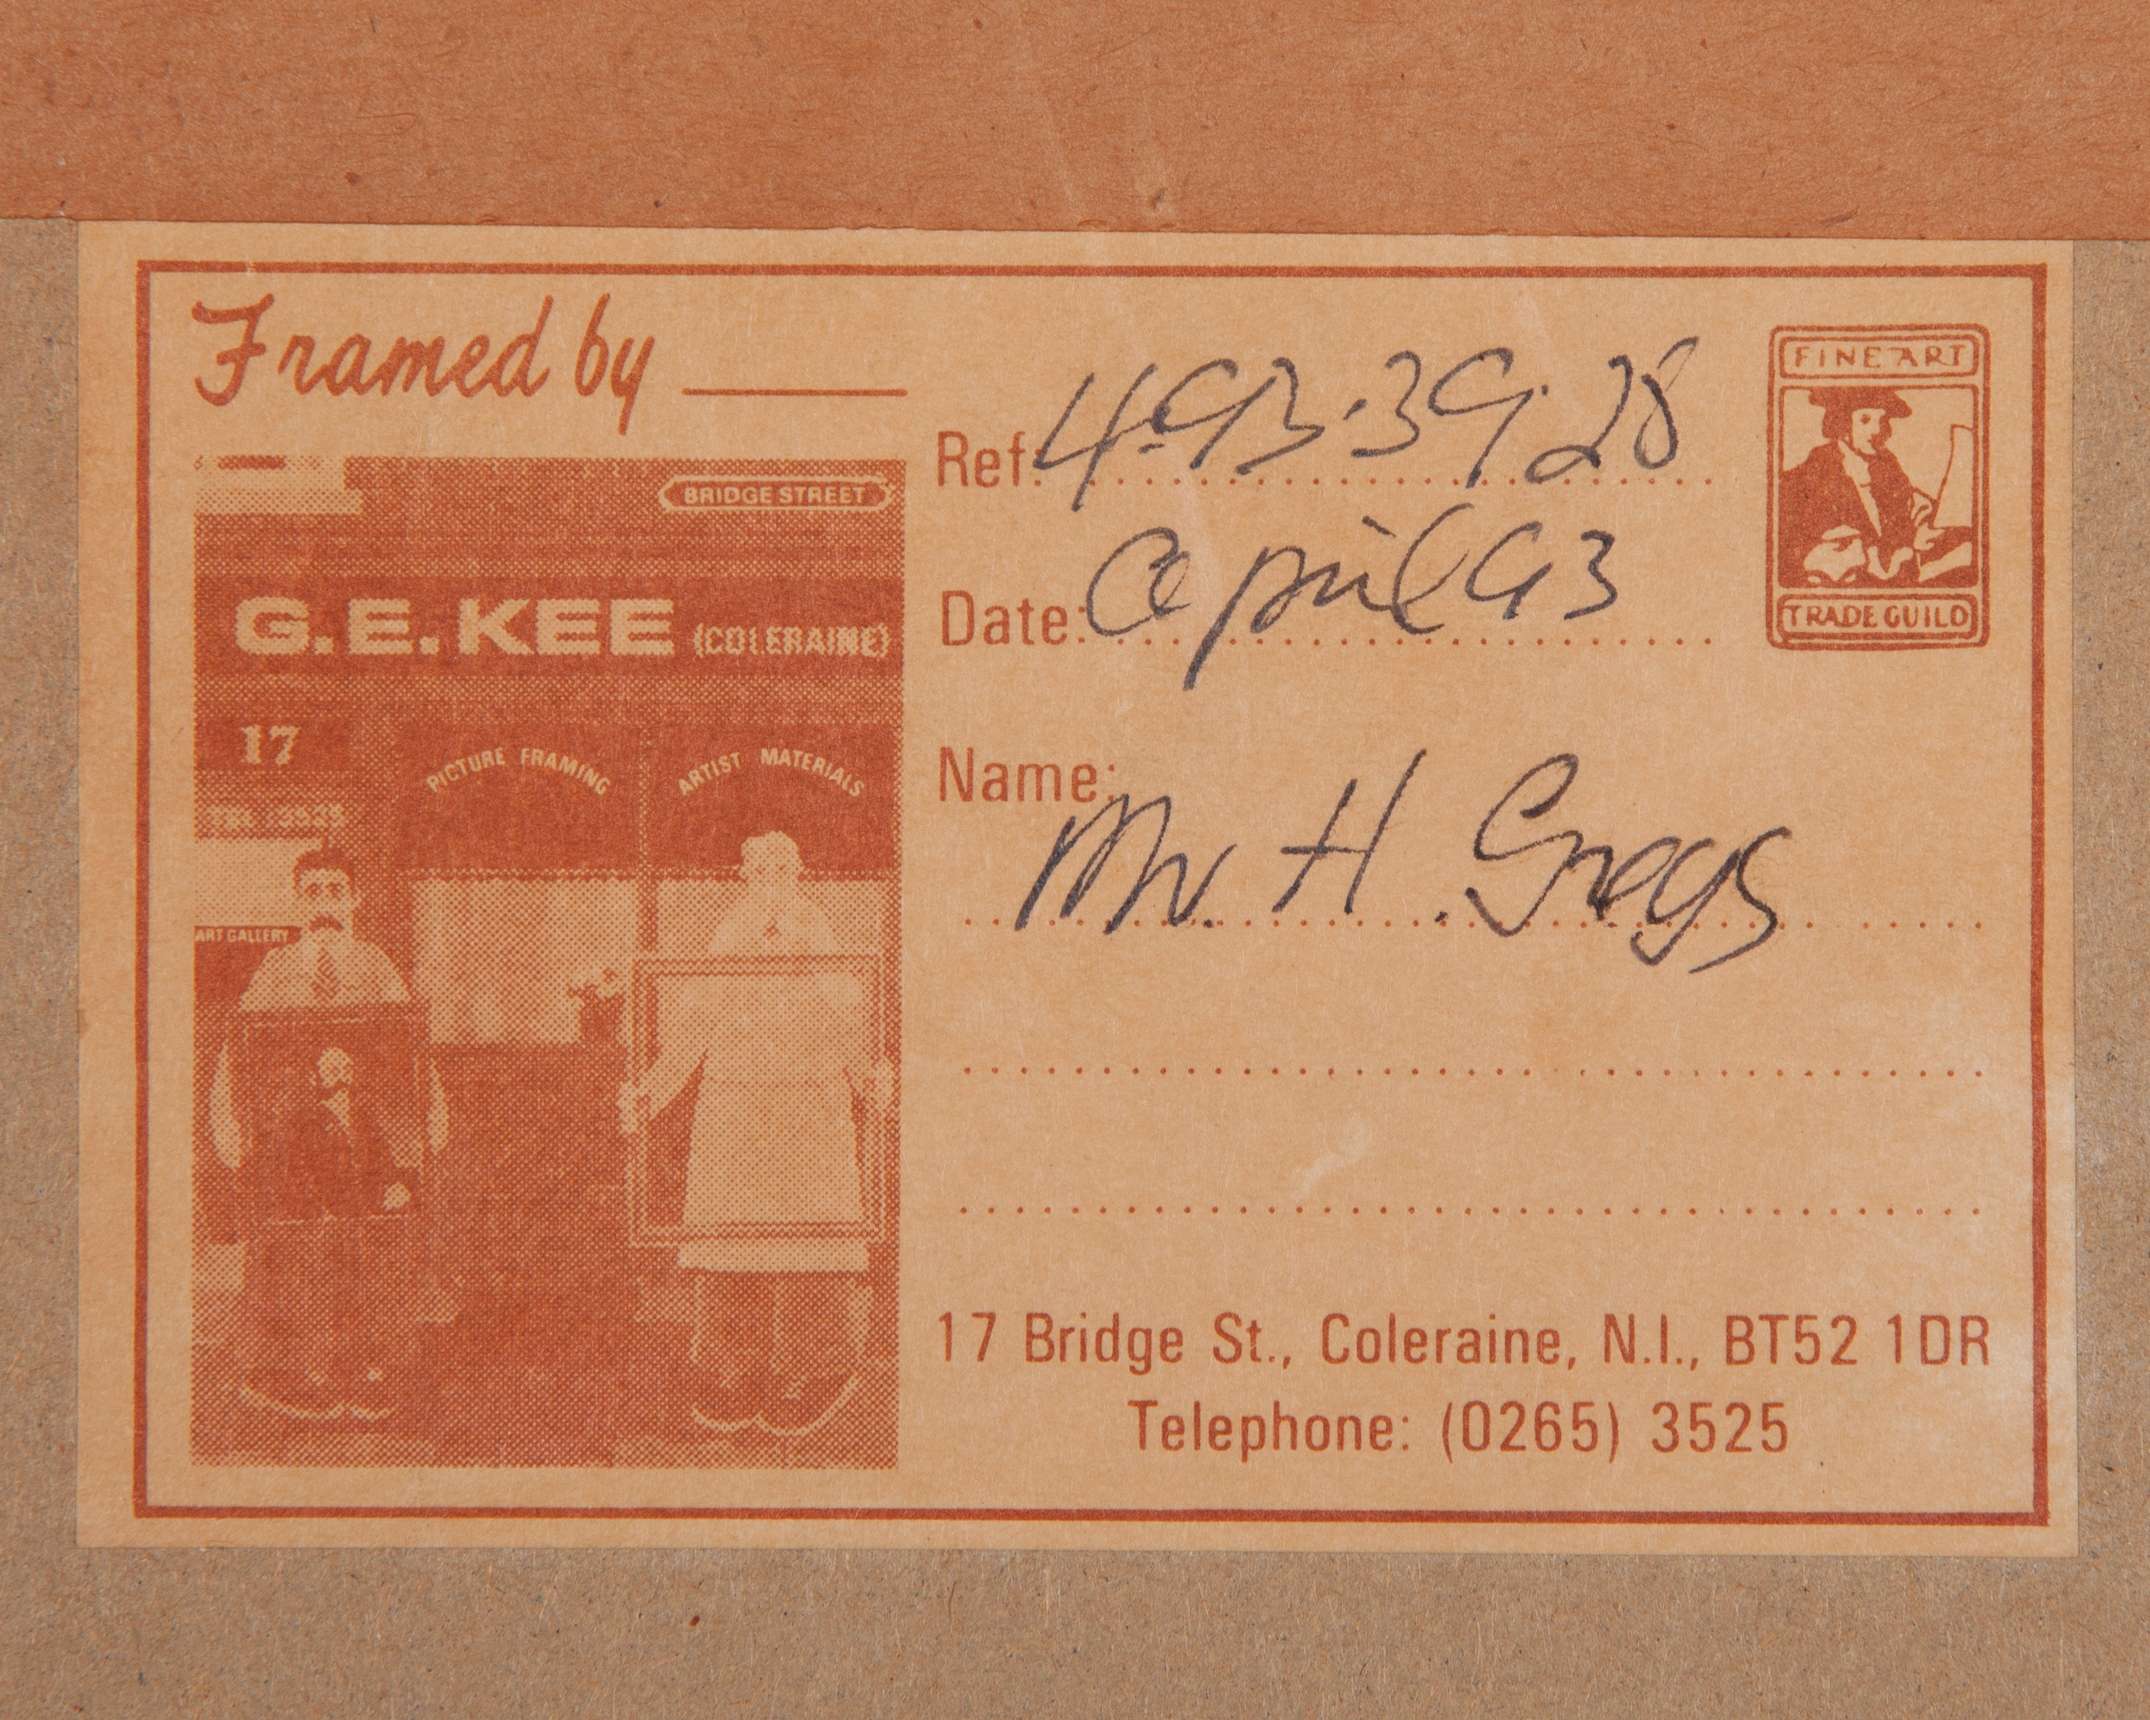 Framed by
BRIDGE STREET
G.E. KEE (COLERAINE)
17
PICTURE FRAMING
ARTIST MATERIALS
ART GALLERY
Ref: 4.93.39.28
Date: April 93
Name:
Mr. H. Gregs
FINE ART
TRADE GUILD
17 Bridge St., Coleraine, N.I., BT52 1DR
Telephone: (0265) 3525